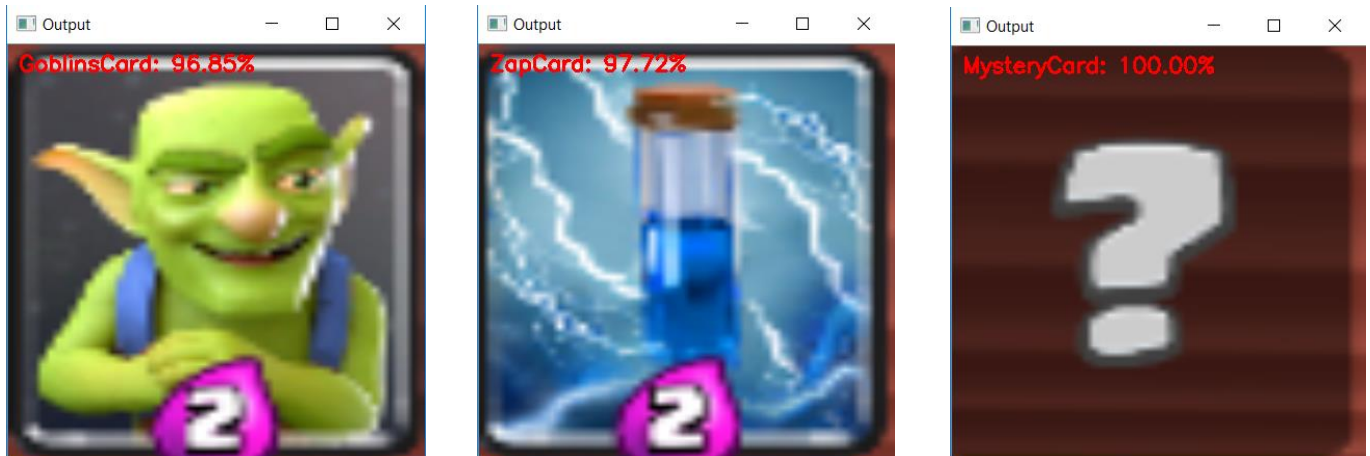 Output
GoblinsCard: 96.85%
2
Output
ZapCard: 97.72%
2
Output
MysteryCard: 100.00%
?